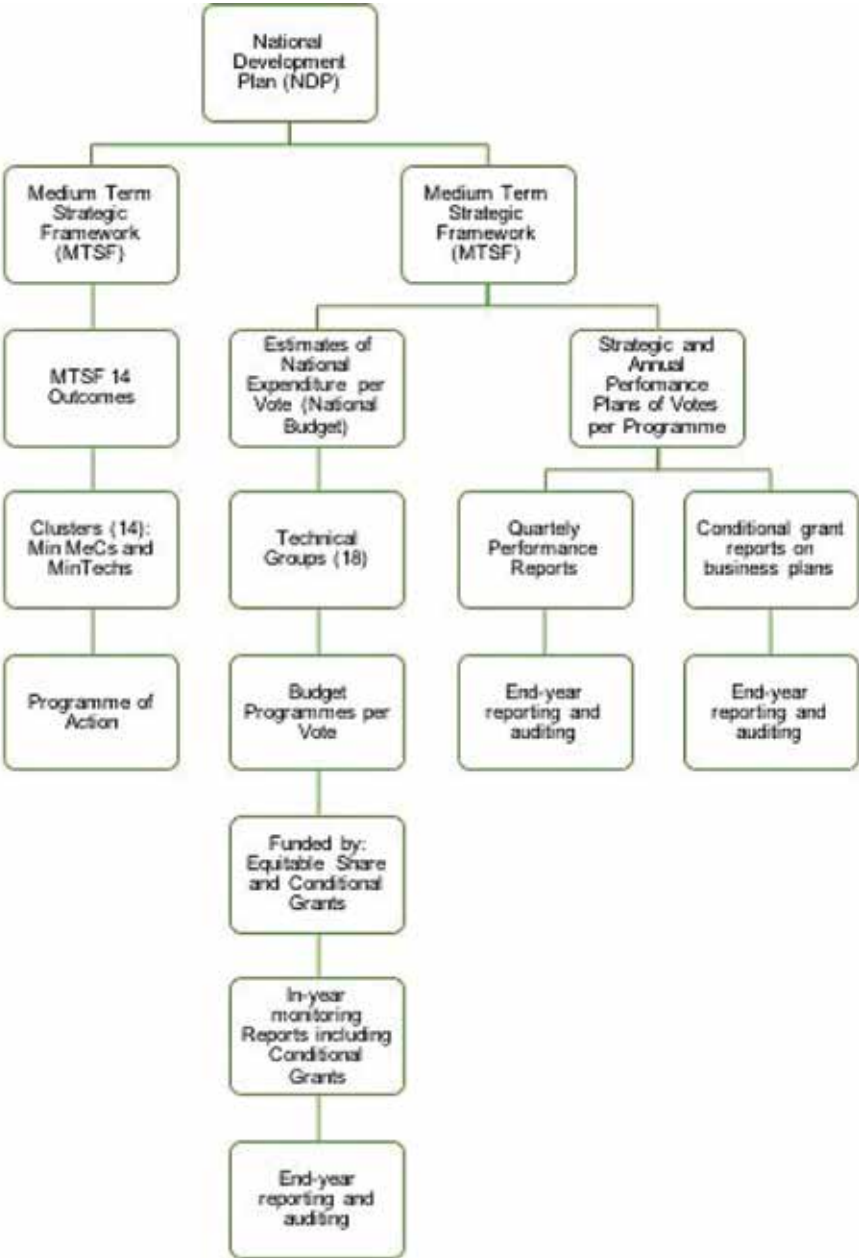 National
Development
Plan (NDP)
Medium Term
Strategic
Framework
(MTSF)
Medium Term
Strategic
Framework
(MTSF)
MTSF 14
Outcomes
Estimates of
National
Expenditure per
Vote (National
Budget)
Strategic and
Annual
Perfomance
Plans of Votes
per Programme
Clusters (14):
Min MeCs and
MinTechs
Technical
Groups (18)
Quartely
Performance
Reports
Conditional grant
reports on
business plans
Programme of
Action
Budget
Programmes per
Vote
End-year
reporting and
auditing
End-year
reporting and
auditing
Funded by:
Equitable Share
and Conditional
Grants
In-year
monitoring
Reports including
Conditional
Grants
End-year
reporting and
auditing